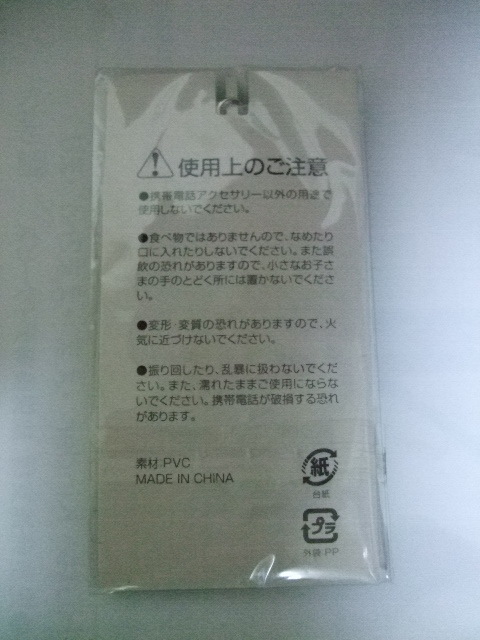 使用上のご注意
●携帯電話アクセサリー以外の用途で
使用しないでください。
●食べ物ではありませんので、なめたり
口に入れたりしないでください。また誤
飲の恐れがありますので、小さなお子さ
まの手のとどく所には置かないでくださ
い。
●変形・変質の恐れがありますので、火
気に近づけないでください。
●振り回したり、乱暴に扱わないでくだ
さい。また、濡れたままご使用にならな
いでください。携帯電話が破損する恐れ
があります。
素材:PVC
MADE IN CHINA
紙
台紙
プラ
外袋:PP